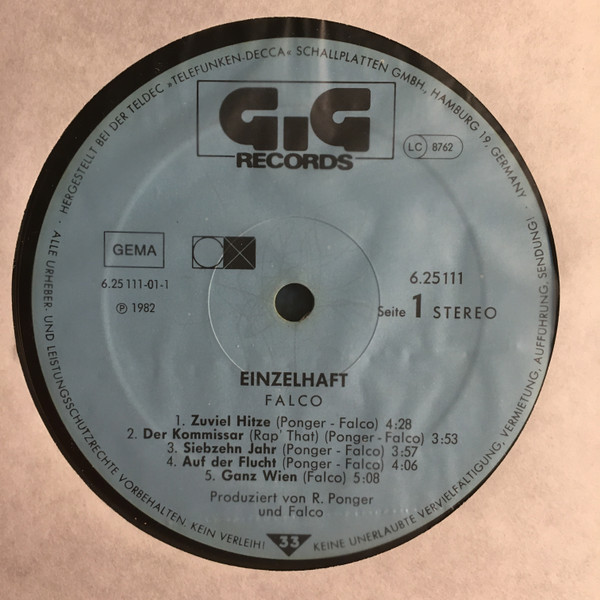 HERGESTELLT BEI DER TELDEC »TELEFUNKEN-DECCA« SCHALLPLATTEN GMBH., HAMBURG 19, GERMANY ·
GIG
RECORDS
LC 8762
GEMA
6.25 111-01-1
℗ 1982
6.25111
Seite 1 STEREO
EINZELHAFT
FALCO
1. Zuviel Hitze (Ponger - Falco) 4:28
2. Der Kommissar (Rap' That) (Ponger - Falco) 3:53
3. Siebzehn Jahr (Ponger - Falco) 3:57
4. Auf der Flucht (Ponger - Falco) 4:06
5. Ganz Wien (Falco) 5:08
Produziert von R. Ponger
und Falco
33
· ALLE URHEBER- UND LEISTUNGSSCHUTZRECHTE VORBEHALTEN. KEIN VERLEIH! KEINE UNERLAUBTE VERVIELFÄLTIGUNG, VERMIETUNG, AUFFÜHRUNG, SENDUNG!